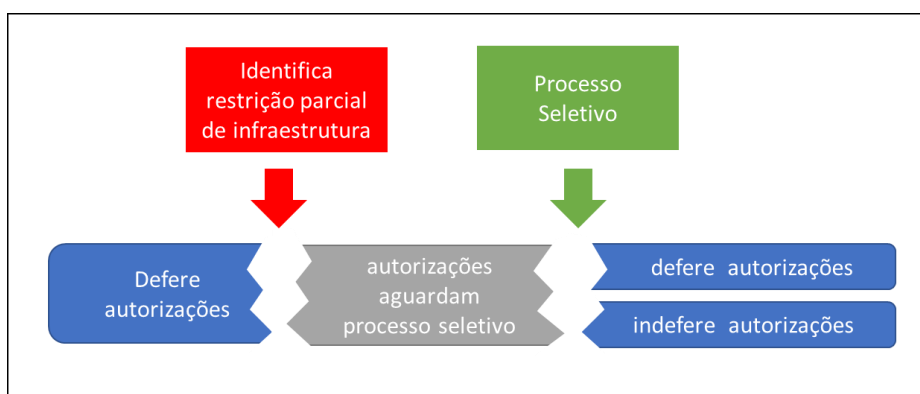 Identifica
restrição parcial
de infraestrutura
Processo
Seletivo
Defere
autorizações
autorizações
aguardam
processo seletivo
defere autorizações
indefere autorizações